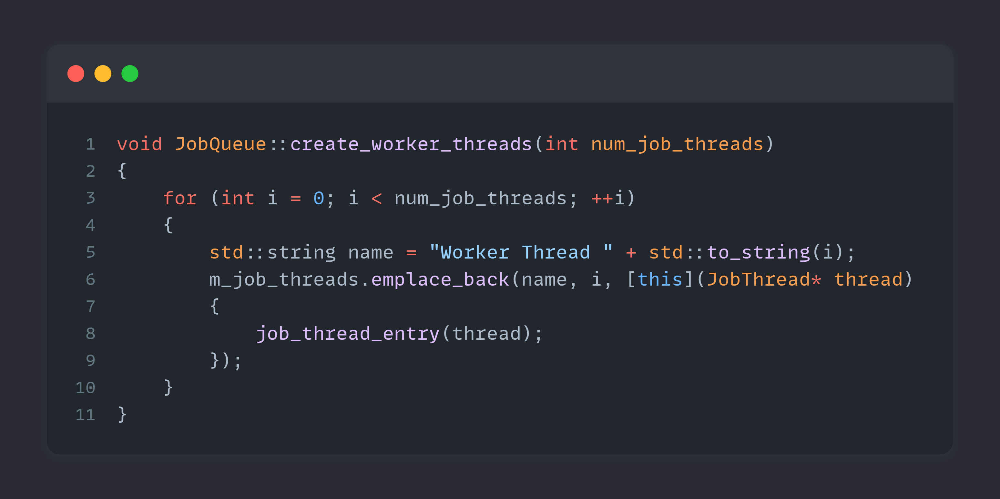 1 void JobQueue::create_worker_threads(int num_job_threads)
2 {
3     for (int i = 0; i < num_job_threads; ++i)
4     {
5         std::string name = "Worker Thread " + std::to_string(i);
6         m_job_threads.emplace_back(name, i, [this](JobThread* thread)
7         {
8             job_thread_entry(thread);
9         });
10     }
11 }